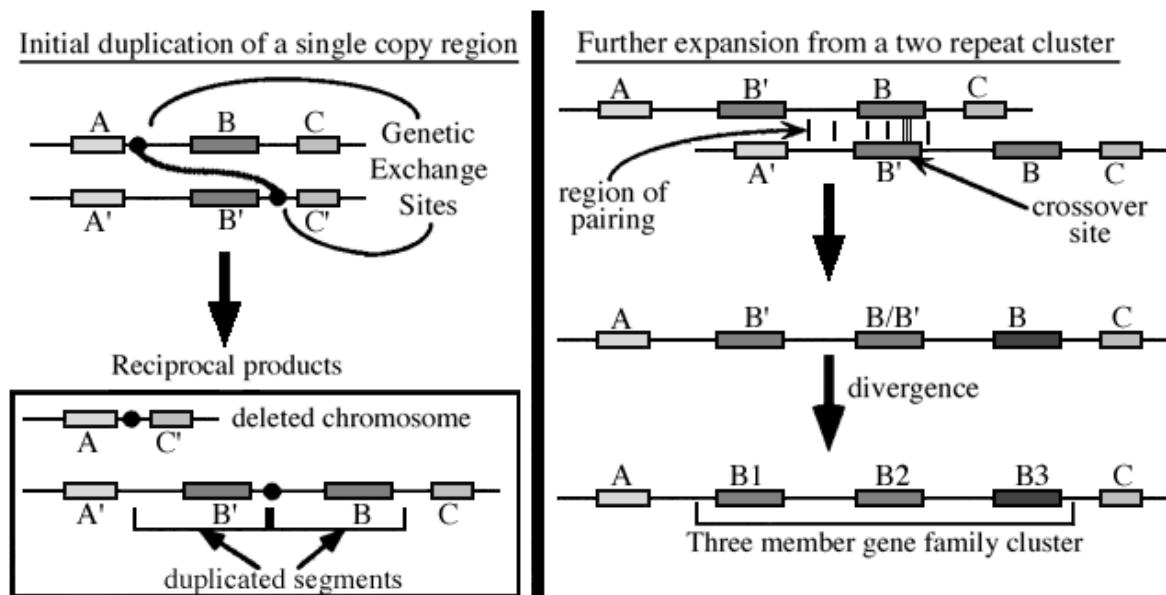 Initial duplication of a single copy region
A B C
Genetic
Exchange
Sites
A' B' C'
Reciprocal products
deleted chromosome
A C'
A' B' B C
duplicated segments
Further expansion from a two repeat cluster
A B' B C
A' B' B C
region of
pairing
crossover
site
A B' B/B' B C
divergence
A B1 B2 B3 C
Three member gene family cluster